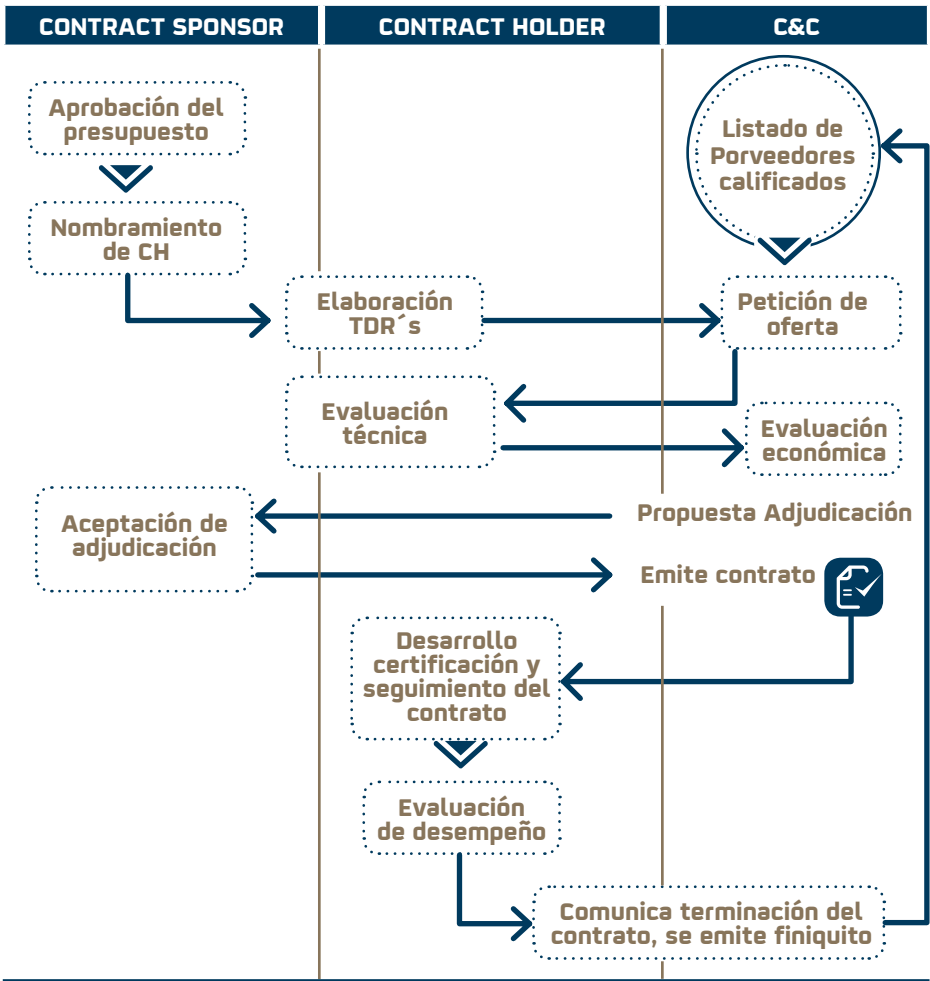 CONTRACT SPONSOR
CONTRACT HOLDER
C&C
Aprobación del
presupuesto
Listado de
Porveedores
calificados
Nombramiento
de CH
Elaboración
TDR´s
Petición de
oferta
Evaluación
técnica
Evaluación
económica
Propuesta Adjudicación
Aceptación de
adjudicación
Emite contrato
Desarrollo
certificación y
seguimiento del
contrato
Evaluación
de desempeño
Comunica terminación del
contrato, se emite finiquito